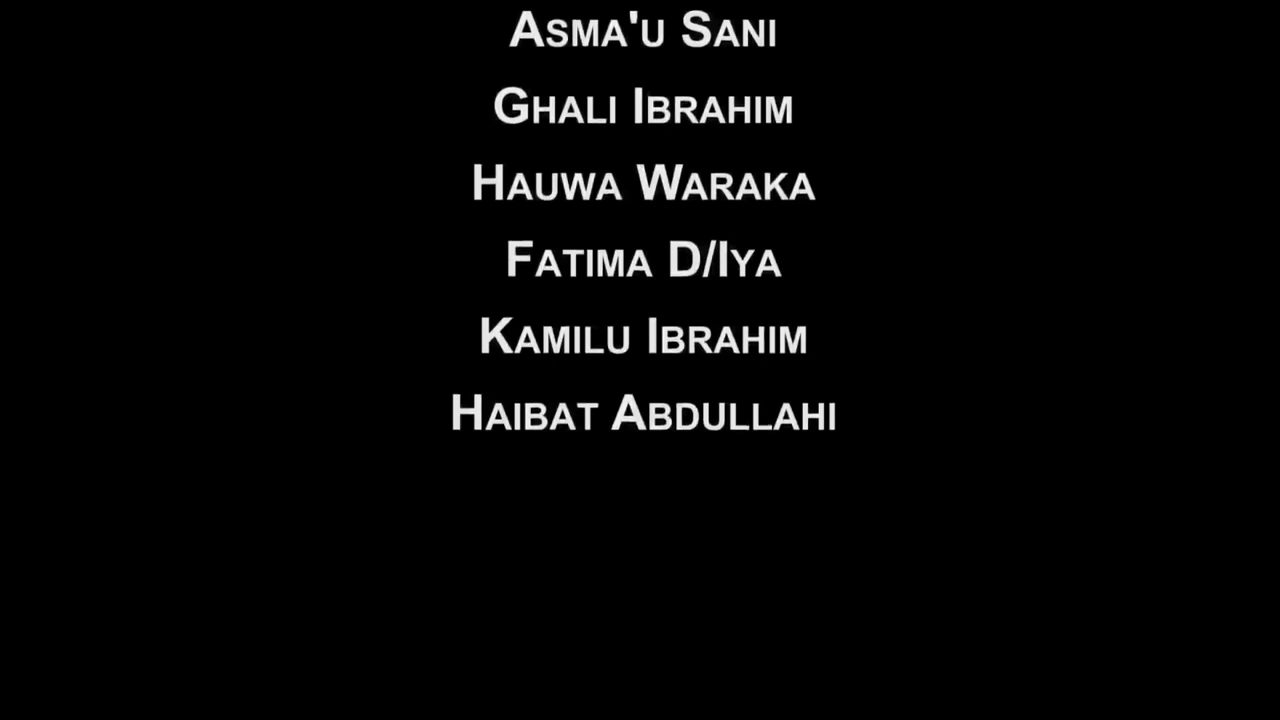 Asma'u Sani
Ghali Ibrahim
Hauwa Waraka
Fatima D/Iya
Kamilu Ibrahim
Haibat Abdullahi